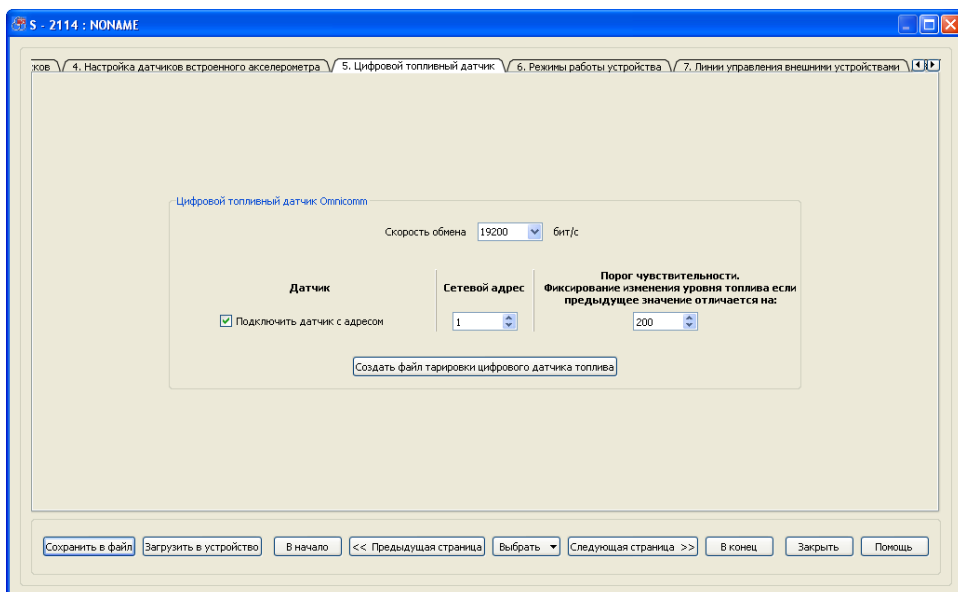 S - 2114 : NONAME
4. Настройка датчиков встроенного акселерометра 5. Цифровой топливный датчик 6. Режимы работы устройства 7. Линии управления внешними устройствами
Цифровой топливный датчик Omnicomm
Скорость обмена 19200 бит/с
Датчик Сетевой адрес Порог чувствительности.
Фиксирование изменения уровня топлива если
предыдущее значение отличается на:
Подключить датчик с адресом 1 200
Создать файл тарировки цифрового датчика топлива
Сохранить в файл Загрузить в устройство В начало << Предыдущая страница Выбрать Следующая страница >> В конец Закрыть Помощь